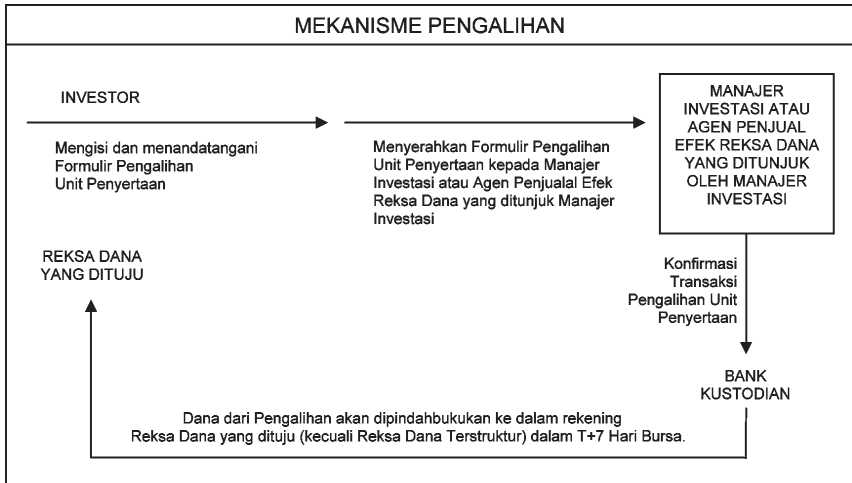 MEKANISME PENGALIHAN
INVESTOR
Mengisi dan menandatangani
Formulir Pengalihan
Unit Penyertaan
Menyerahkan Formulir Pengalihan
Unit Penyertaan kepada Manajer
Investasi atau Agen Penjualal Efek
Reksa Dana yang ditunjuk Manajer
Investasi
MANAJER
INVESTASI ATAU
AGEN PENJUAL
EFEK REKSA DANA
YANG DITUNJUK
OLEH MANAJER
INVESTASI
Konfirmasi
Transaksi
Pengalihan Unit
Penyertaan
BANK
KUSTODIAN
Dana dari Pengalihan akan dipindahbukukan ke dalam rekening
Reksa Dana yang dituju (kecuali Reksa Dana Terstruktur) dalam T+7 Hari Bursa.
REKSA DANA
YANG DITUJU